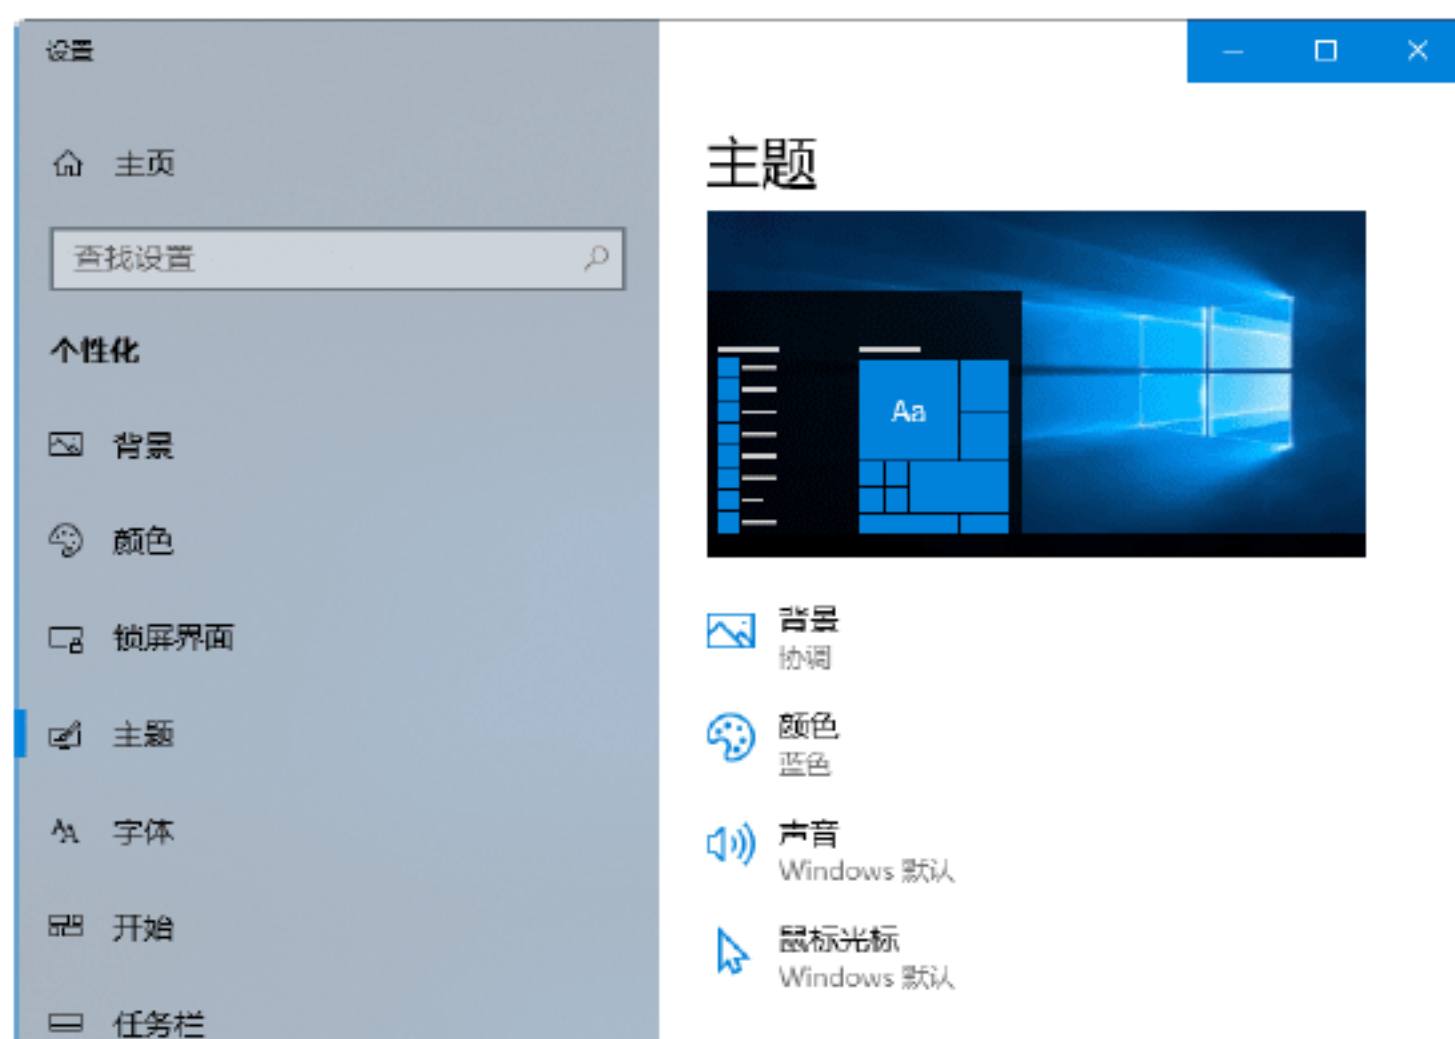 设置
主页
查找设置
个性化
背景
颜色
锁屏界面
主题
字体
开始
任务栏
主题
Aa
背景
协调
颜色
蓝色
声音
Windows 默认
鼠标光标
Windows 默认